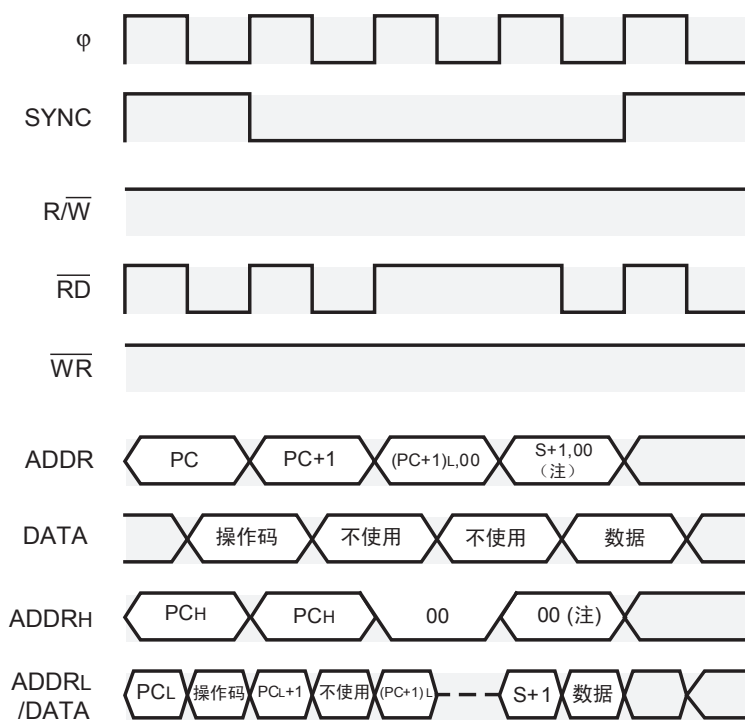 φ
SYNC
R/W̅
R̅D̅
W̅R̅
ADDR PC PC+1 (PC+1)L,00 S+1,00
（注）
DATA 操作码 不使用 不使用 数据
ADDRH PCH PCH 00 00 (注)
ADDRL
/DATA PCL 操作码 PCL+1 不使用 (PC+1)L S+1 数据